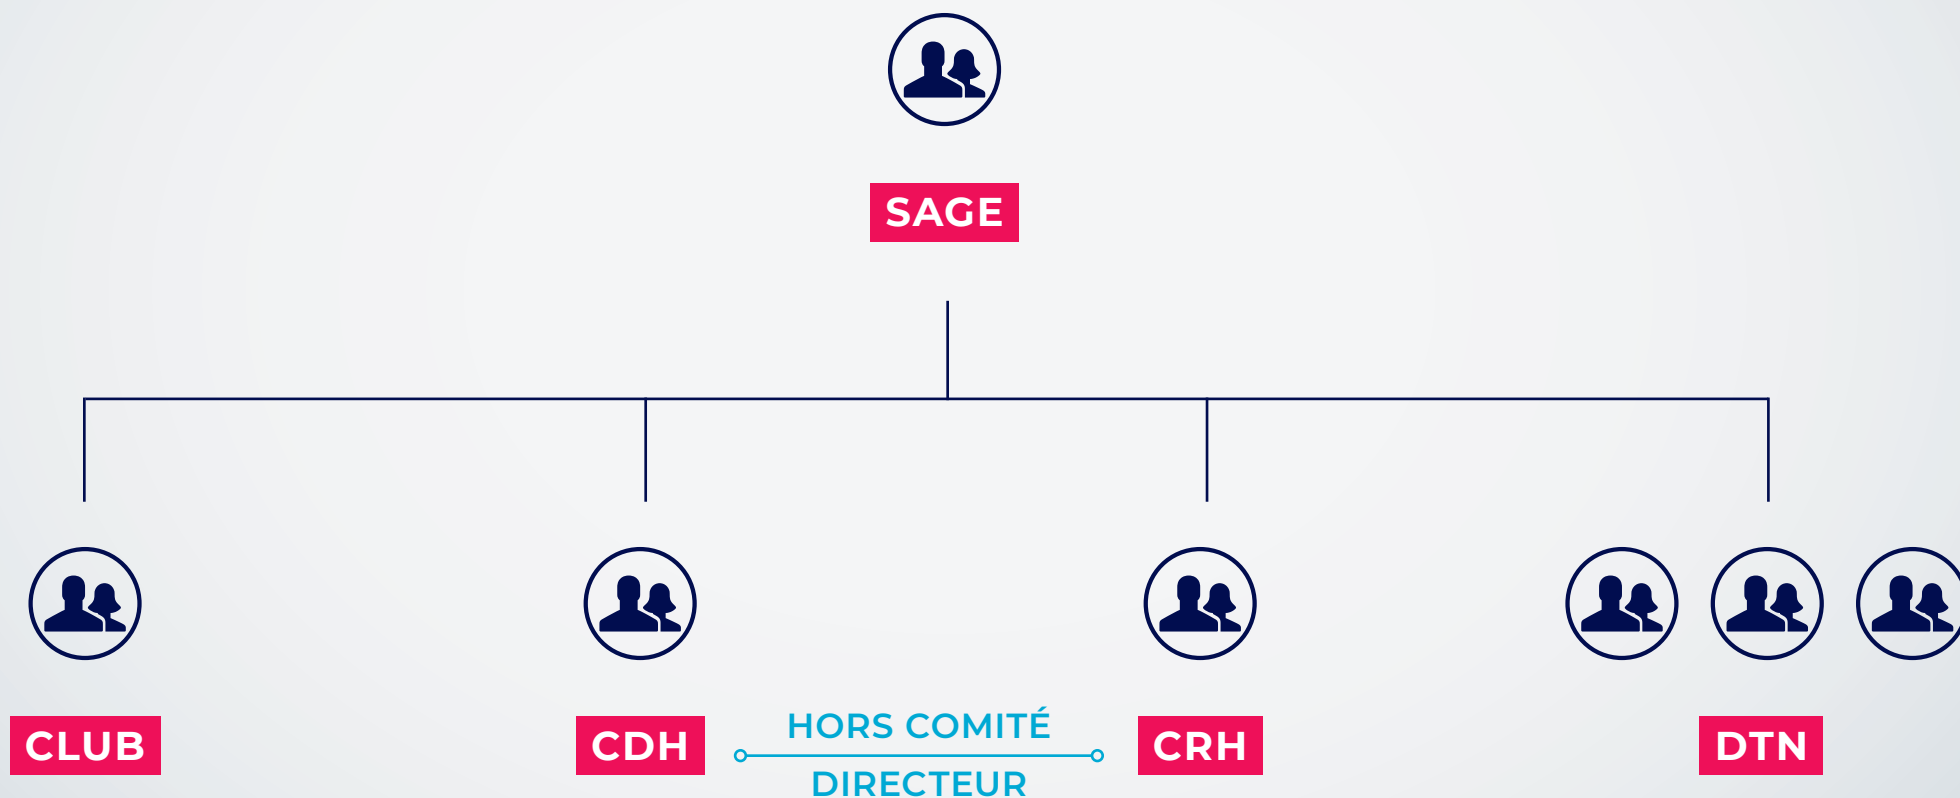 SAGE
CLUB
CDH
HORS COMITÉ
DIRECTEUR
CRH
DTN